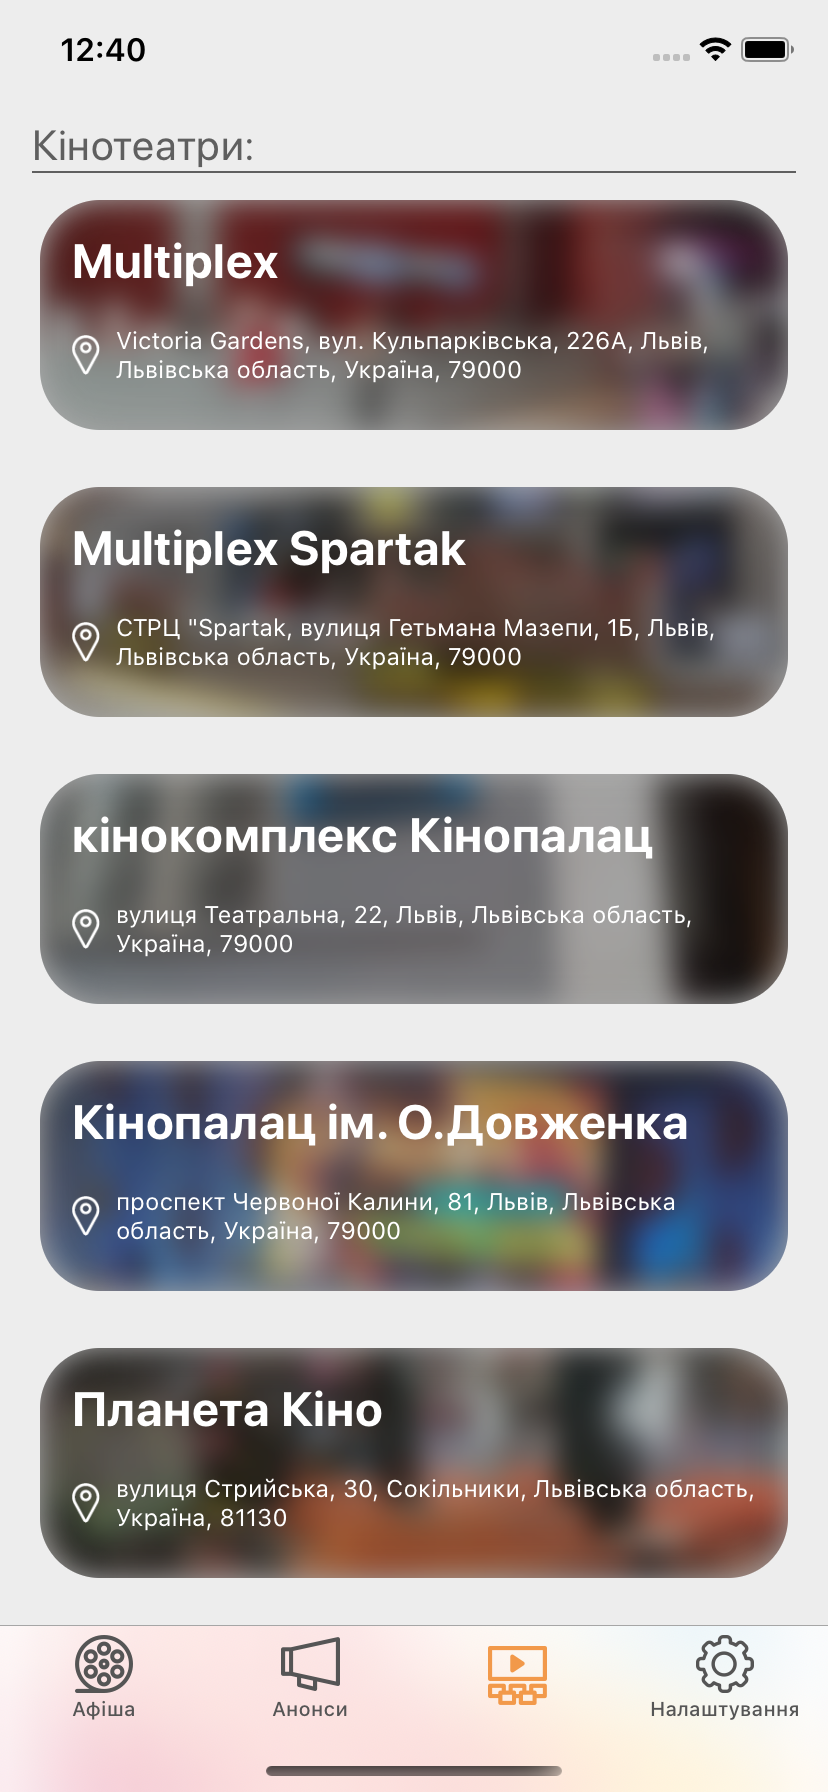 12:40
Кінотеатри:
Multiplex
Victoria Gardens, вул. Кульпарківська, 226А, Львів,
Львівська область, Україна, 79000
Multiplex Spartak
СТРЦ "Spartak, вулиця Гетьмана Мазепи, 1Б, Львів,
Львівська область, Україна, 79000
кінокомплекс Кінопалац
вулиця Театральна, 22, Львів, Львівська область,
Україна, 79000
Кінопалац ім. О.Довженка
проспект Червоної Калини, 81, Львів, Львівська
область, Україна, 79000
Планета Кіно
вулиця Стрийська, 30, Сокільники, Львівська область,
Україна, 81130
Афіша
Анонси
Налаштування